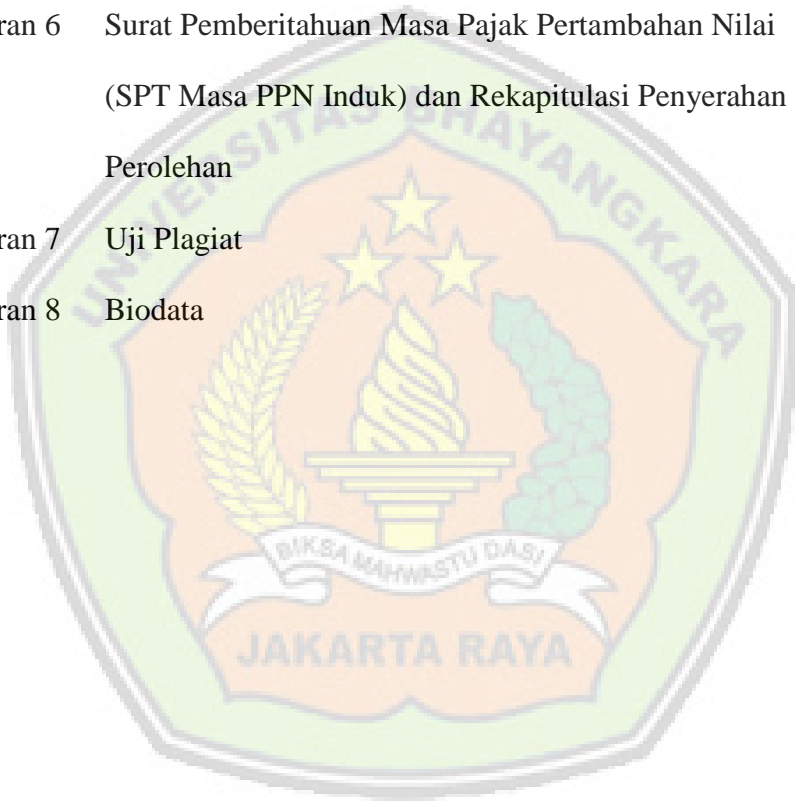 ran 6 Surat Pemberitahuan Masa Pajak Pertambahan Nilai
(SPT Masa PPN Induk) dan Rekapitulasi Penyerahan
Perolehan
ran 7 Uji Plagiat
ran 8 Biodata
UNIVERSITAS BHAYANGKARA
BIKSA MAHWASTU DASI
JAKARTA RAYA